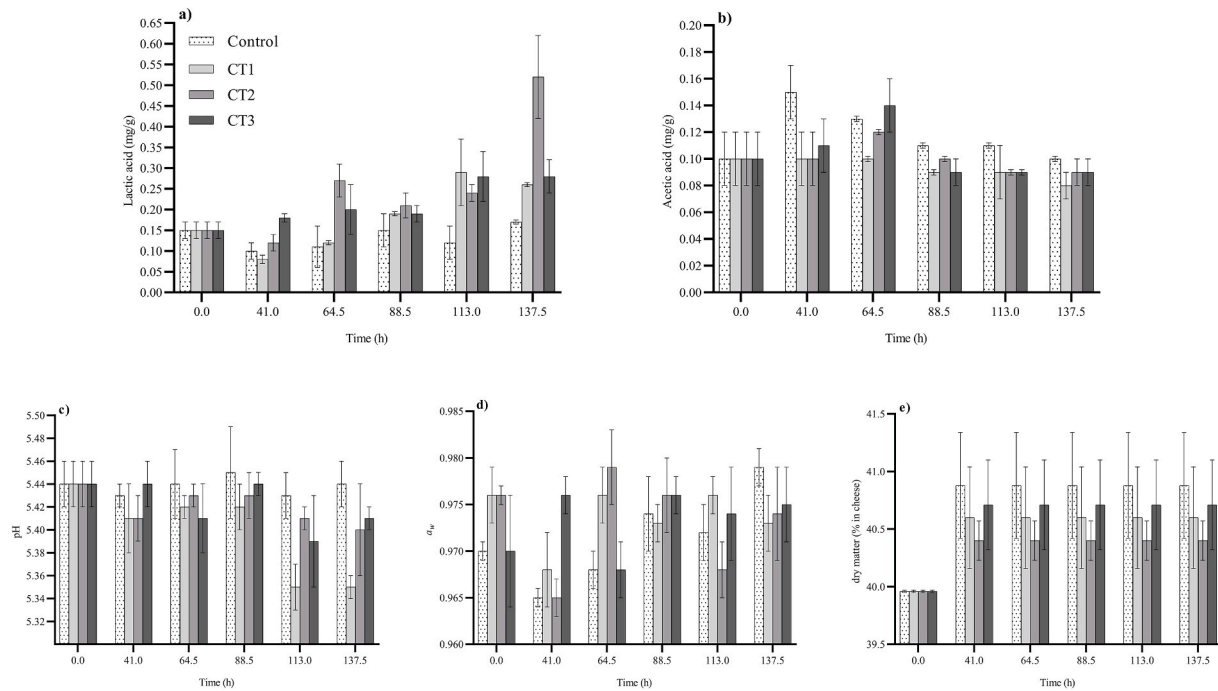 a)
Lactic acid (mg/g)
0.65
0.60
0.55
0.50
0.45
0.40
0.35
0.30
0.25
0.20
0.15
0.10
0.05
0.00
Control
CT1
CT2
CT3
0.0 41.0 64.5 88.5 113.0 137.5
Time (h)
b)
Acetic acid (mg/g)
0.20
0.18
0.16
0.14
0.12
0.10
0.08
0.06
0.04
0.02
0.00
0.0 41.0 64.5 88.5 113.0 137.5
Time (h)
c)
pH
5.50
5.48
5.46
5.44
5.42
5.40
5.38
5.36
5.34
5.32
0.0 41.0 64.5 88.5 113.0 137.5
Time (h)
d)
aw
0.985
0.980
0.975
0.970
0.965
0.960
0.0 41.0 64.5 88.5 113.0 137.5
Time (h)
e)
dry matter (% in cheese)
41.5
41.0
40.5
40.0
39.5
0.0 41.0 64.5 88.5 113.0 137.5
Time (h)